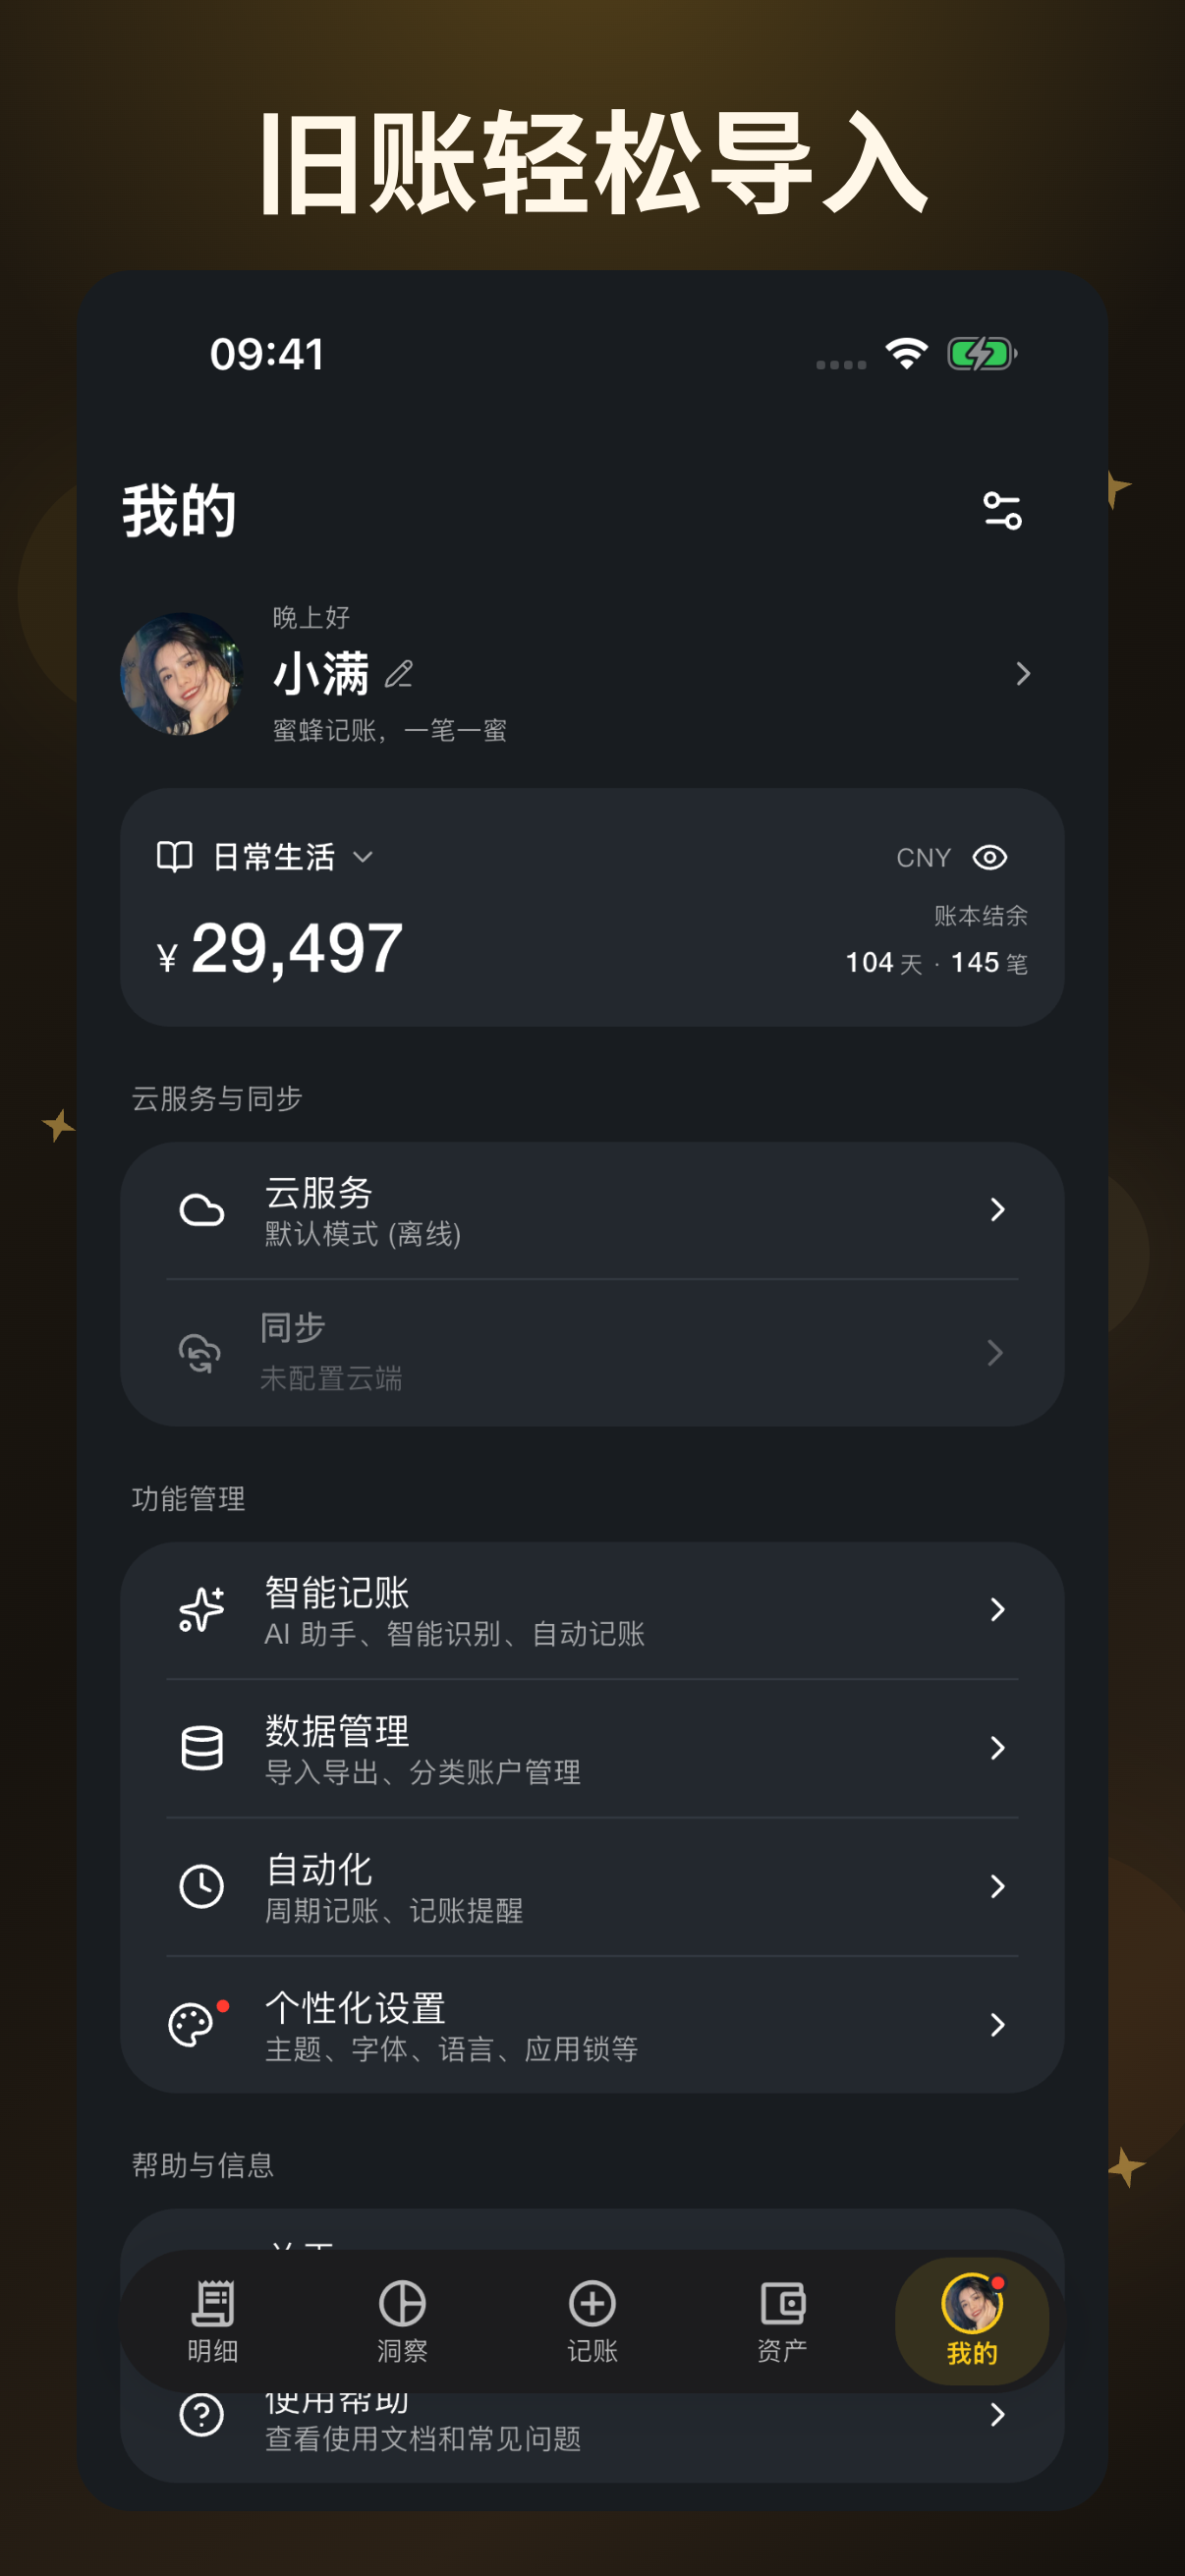 旧账轻松导入
09:41
我的
晚上好
小满
蜜蜂记账，一笔一蜜
日常生活
CNY
账本结余
¥ 29,497
104 天 · 145 笔
云服务与同步
云服务
默认模式 (离线)
同步
未配置云端
功能管理
智能记账
AI 助手、智能识别、自动记账
数据管理
导入导出、分类账户管理
自动化
周期记账、记账提醒
个性化设置
主题、字体、语言、应用锁等
帮助与信息
明细
洞察
记账
资产
我的
使用帮助
查看使用文档和常见问题